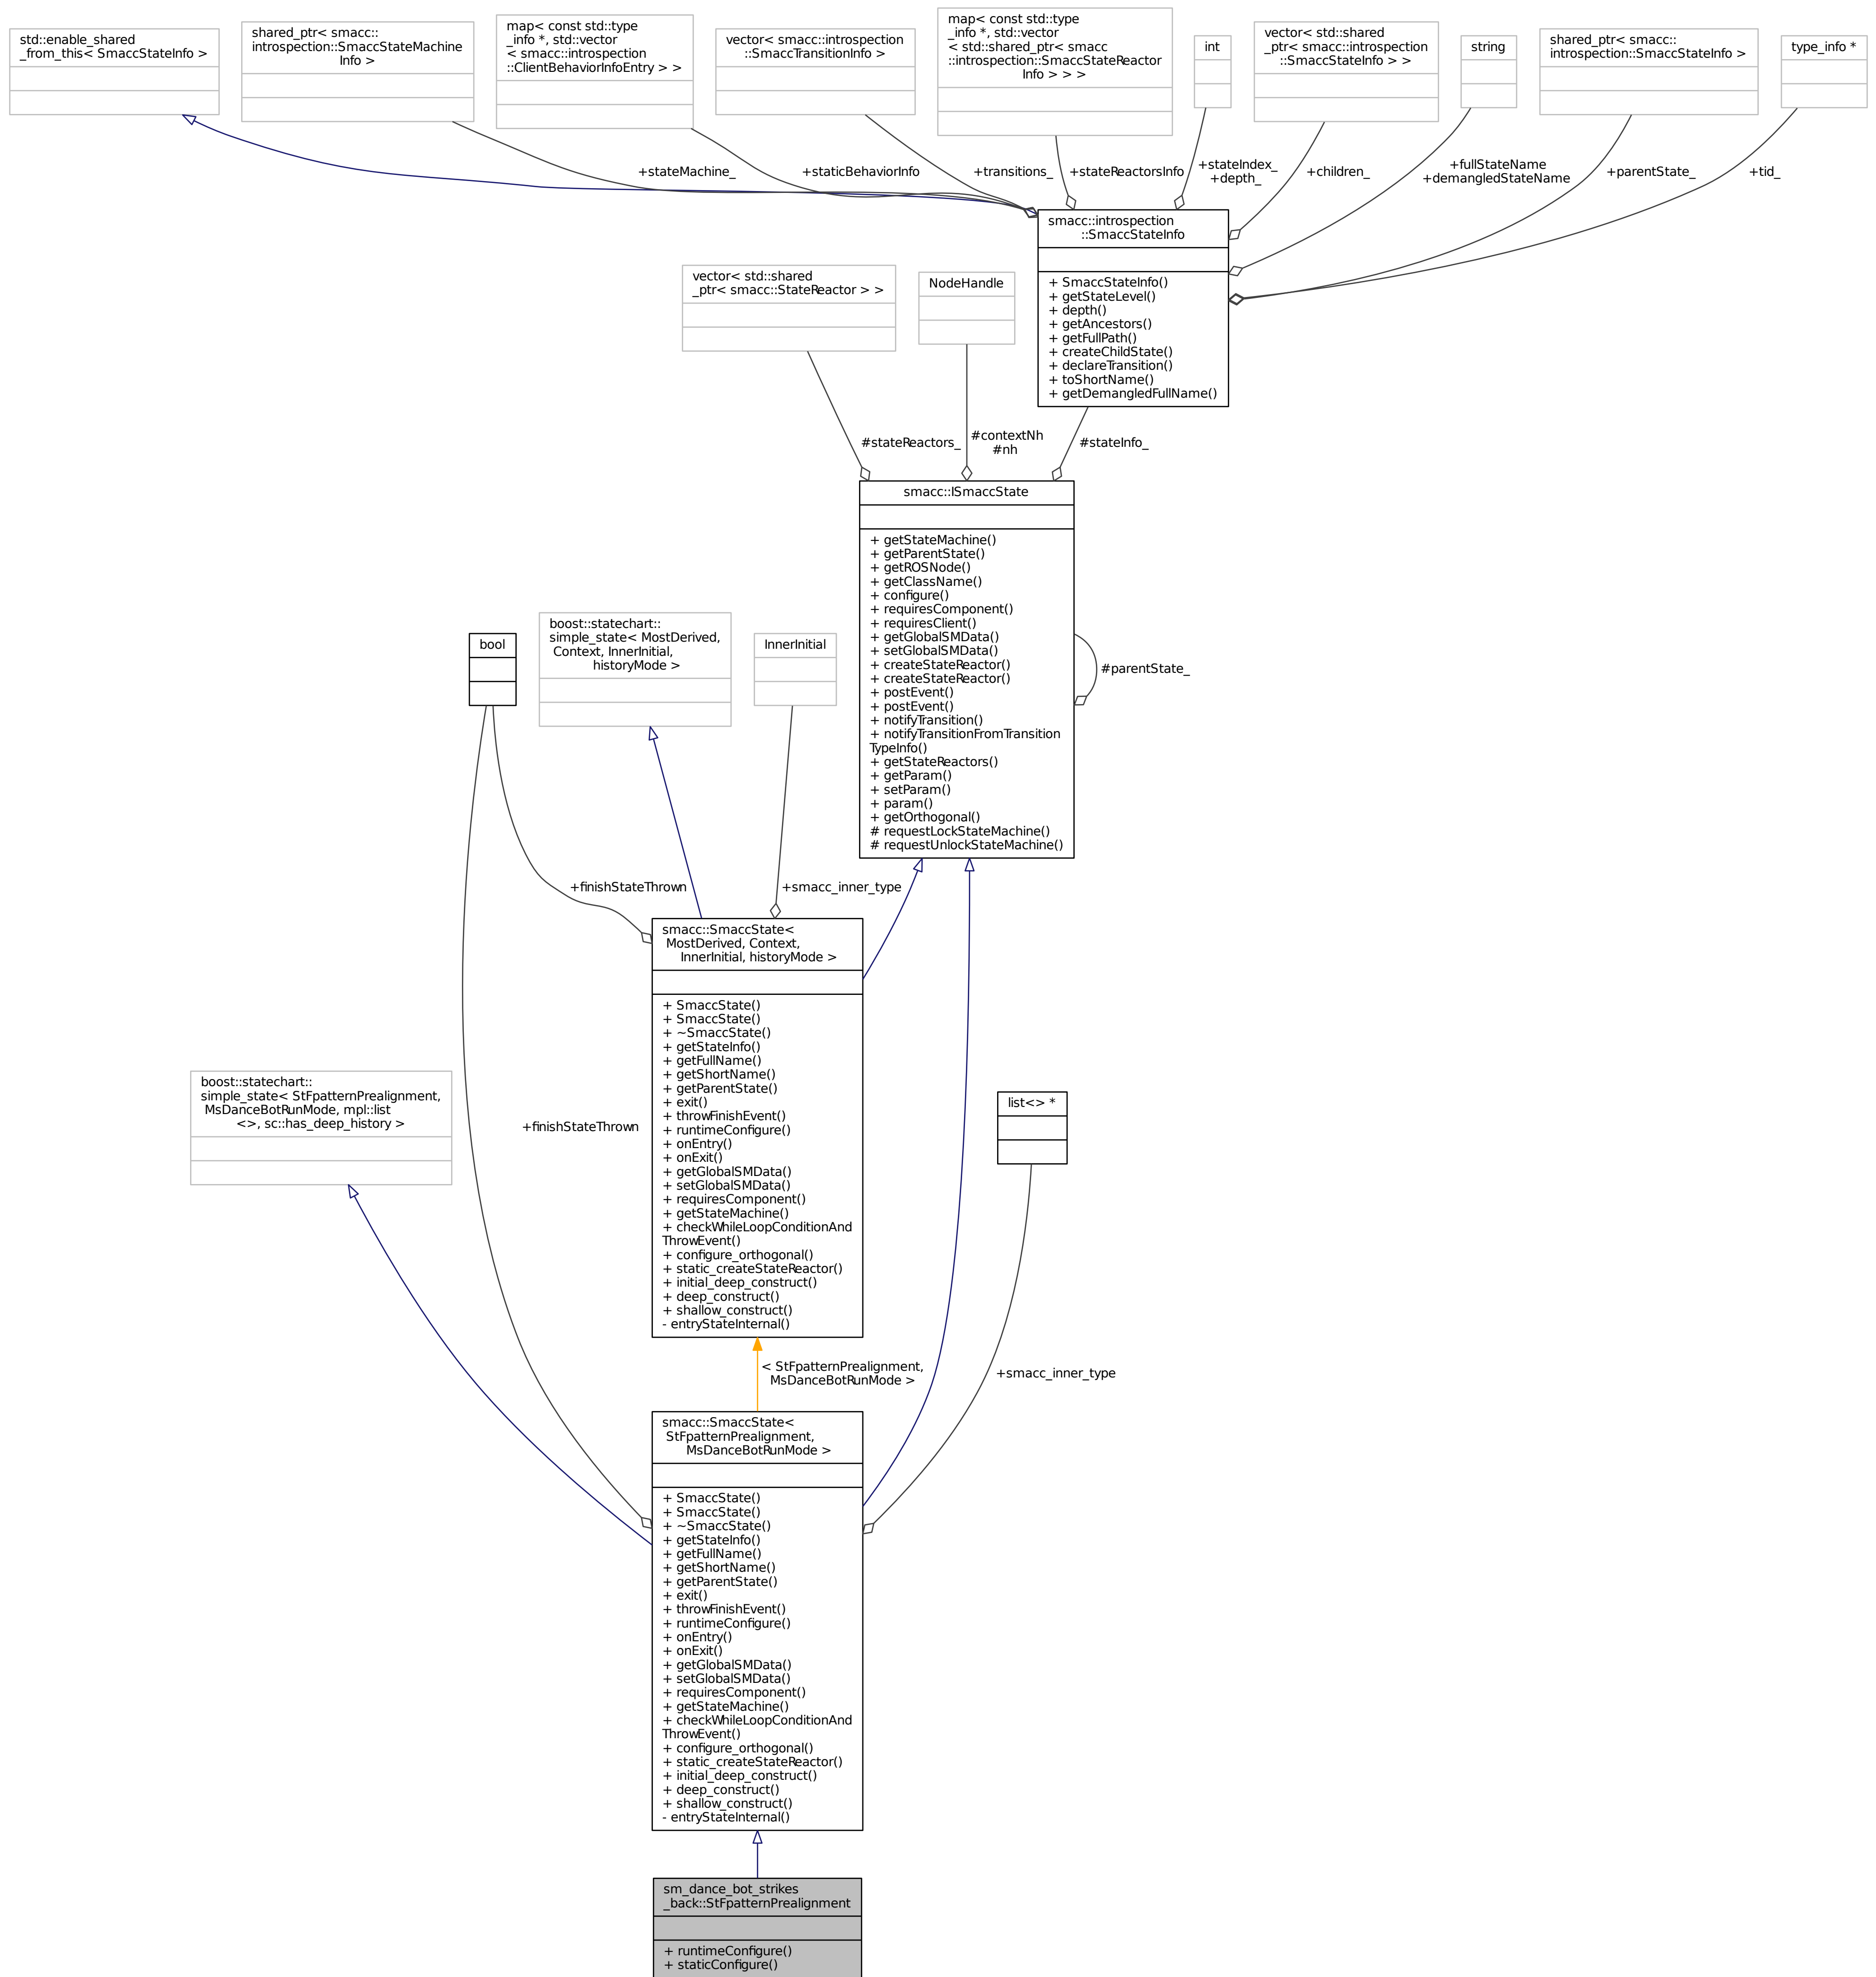 std::enable_shared
_from_this< SmaccStateInfo >
shared_ptr< smacc::
introspection::SmaccStateMachine
Info >
map< const std::type
_info *, std::vector
< smacc::introspection
::ClientBehaviorInfoEntry > >
vector< smacc::introspection
::SmaccTransitionInfo >
map< const std::type
_info *, std::vector
< std::shared_ptr< smacc
::introspection::SmaccStateReactor
Info > > >
int
vector< std::shared
_ptr< smacc::introspection
::SmaccStateInfo > >
string
shared_ptr< smacc::
introspection::SmaccStateInfo >
type_info *
+stateMachine_
+staticBehaviorInfo
+transitions_
+stateReactorsInfo
+stateIndex_
+depth_
+children_
+fullStateName
+demangledStateName
+parentState_
+tid_
smacc::introspection
::SmaccStateInfo
+ SmaccStateInfo()
+ getStateLevel()
+ depth()
+ getAncestors()
+ getFullPath()
+ createChildState()
+ declareTransition()
+ toShortName()
+ getDemangledFullName()
vector< std::shared
_ptr< smacc::StateReactor > >
NodeHandle
#stateReactors_
#contextNh
#nh
#stateInfo_
smacc::ISmaccState
+ getStateMachine()
+ getParentState()
+ getROSNode()
+ getClassName()
+ configure()
+ requiresComponent()
+ requiresClient()
+ getGlobalSMData()
+ setGlobalSMData()
+ createStateReactor()
+ createStateReactor()
+ postEvent()
+ postEvent()
+ notifyTransition()
+ notifyTransitionFromTransition
TypeInfo()
+ getStateReactors()
+ getParam()
+ setParam()
+ param()
+ getOrthogonal()
# requestLockStateMachine()
# requestUnlockStateMachine()
#parentState_
bool
boost::statechart::
simple_state< MostDerived,
Context, InnerInitial,
historyMode >
InnerInitial
+finishStateThrown
+smacc_inner_type
smacc::SmaccState<
MostDerived, Context,
InnerInitial, historyMode >
+ SmaccState()
+ SmaccState()
+ ~SmaccState()
+ getStateInfo()
+ getFullName()
+ getShortName()
+ getParentState()
+ exit()
+ throwFinishEvent()
+ runtimeConfigure()
+ onEntry()
+ onExit()
+ getGlobalSMData()
+ setGlobalSMData()
+ requiresComponent()
+ getStateMachine()
+ checkWhileLoopConditionAnd
ThrowEvent()
+ configure_orthogonal()
+ static_createStateReactor()
+ initial_deep_construct()
+ deep_construct()
+ shallow_construct()
- entryStateInternal()
boost::statechart::
simple_state< StFpatternPrealignment,
MsDanceBotRunMode, mpl::list
<>, sc::has_deep_history >
+finishStateThrown
list<> *
< StFpatternPrealignment,
MsDanceBotRunMode >
+smacc_inner_type
smacc::SmaccState<
StFpatternPrealignment,
MsDanceBotRunMode >
+ SmaccState()
+ SmaccState()
+ ~SmaccState()
+ getStateInfo()
+ getFullName()
+ getShortName()
+ getParentState()
+ exit()
+ throwFinishEvent()
+ runtimeConfigure()
+ onEntry()
+ onExit()
+ getGlobalSMData()
+ setGlobalSMData()
+ requiresComponent()
+ getStateMachine()
+ checkWhileLoopConditionAnd
ThrowEvent()
+ configure_orthogonal()
+ static_createStateReactor()
+ initial_deep_construct()
+ deep_construct()
+ shallow_construct()
- entryStateInternal()
sm_dance_bot_strikes
_back::StFpatternPrealignment
+ runtimeConfigure()
+ staticConfigure()